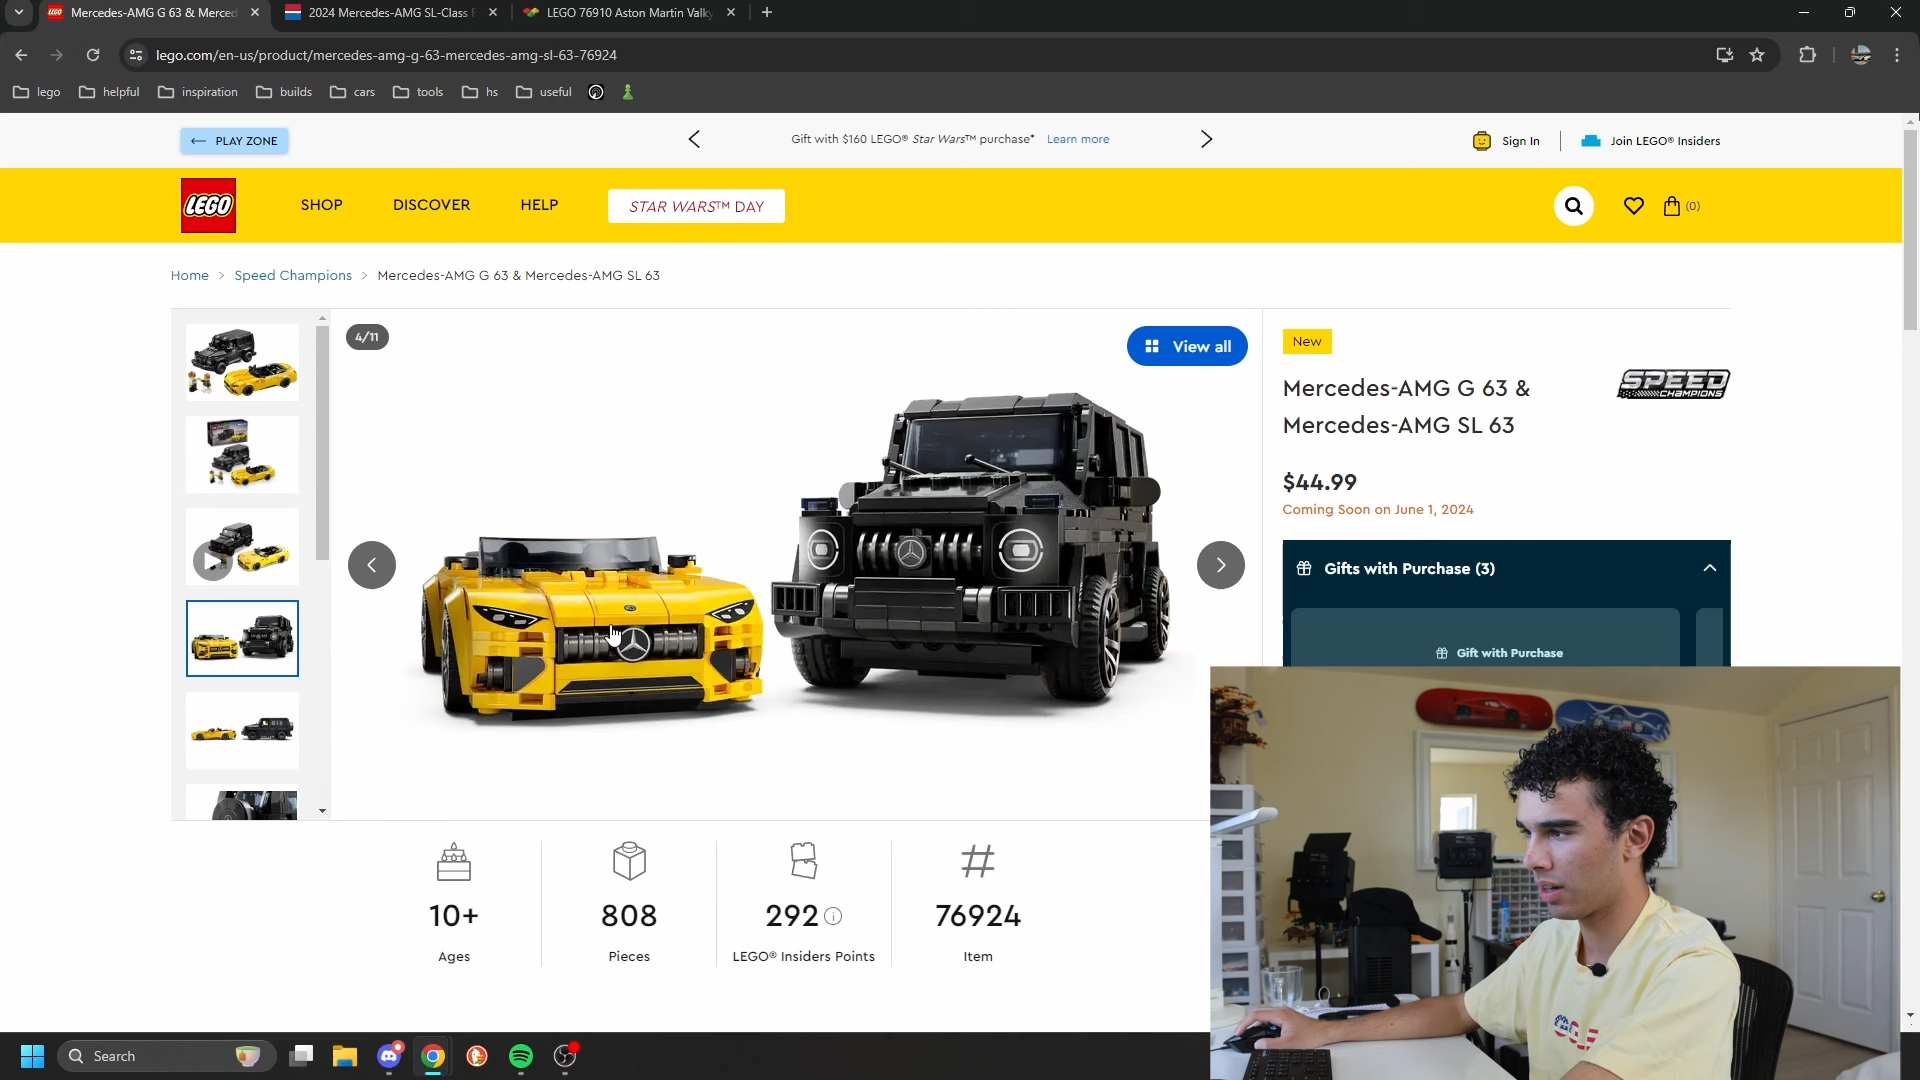 Mercedes-AMG G 63 & Merced
2024 Mercedes-AMG SL-Class
LEGO 76910 Aston Martin Valky
lego.com/en-us/product/mercedes-amg-g-63-mercedes-amg-sl-63-76924
lego
helpful
inspiration
builds
cars
tools
hs
useful
← PLAY ZONE
Gift with $160 LEGO® Star Wars™ purchase* Learn more
Sign In
Join LEGO® Insiders
LEGO
SHOP
DISCOVER
HELP
STAR WARS™ DAY
(0)
Home > Speed Champions > Mercedes-AMG G 63 & Mercedes-AMG SL 63
4/11
View all
New
Mercedes-AMG G 63 &
Mercedes-AMG SL 63
SPEED
CHAMPIONS
$44.99
Coming Soon on June 1, 2024
Gifts with Purchase (3)
Gift with Purchase
10+
Ages
808
Pieces
292
LEGO® Insiders Points
76924
Item
Search